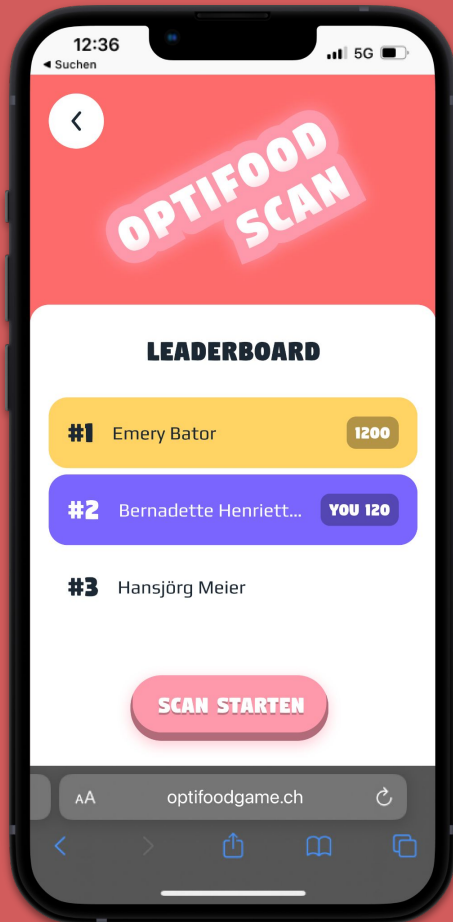 12:36
5G
◀ Suchen
OPTIFOOD
SCAN
LEADERBOARD
#1 Emery Bator 1200
#2 Bernadette Henriett... YOU 120
#3 Hansjörg Meier
SCAN STARTEN
AA optifoodgame.ch